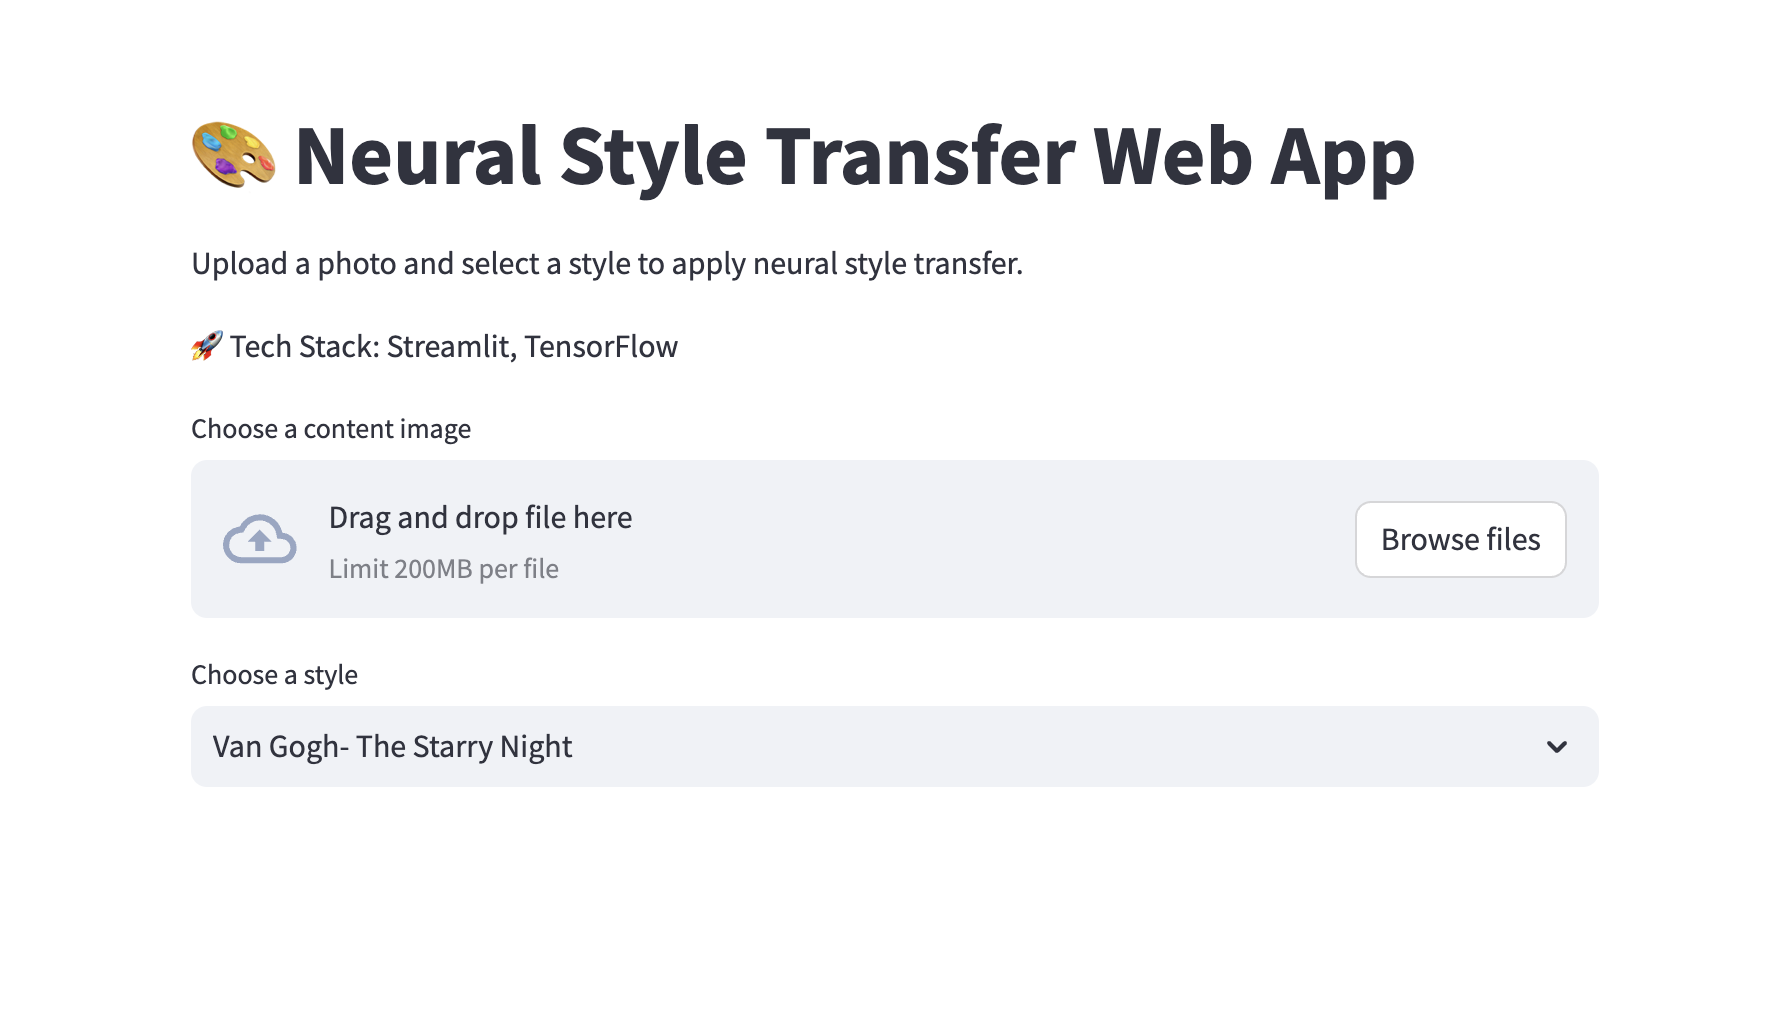 🎨 Neural Style Transfer Web App
Upload a photo and select a style to apply neural style transfer.
🚀 Tech Stack: Streamlit, TensorFlow
Choose a content image
Drag and drop file here
Limit 200MB per file
Browse files
Choose a style
Van Gogh- The Starry Night